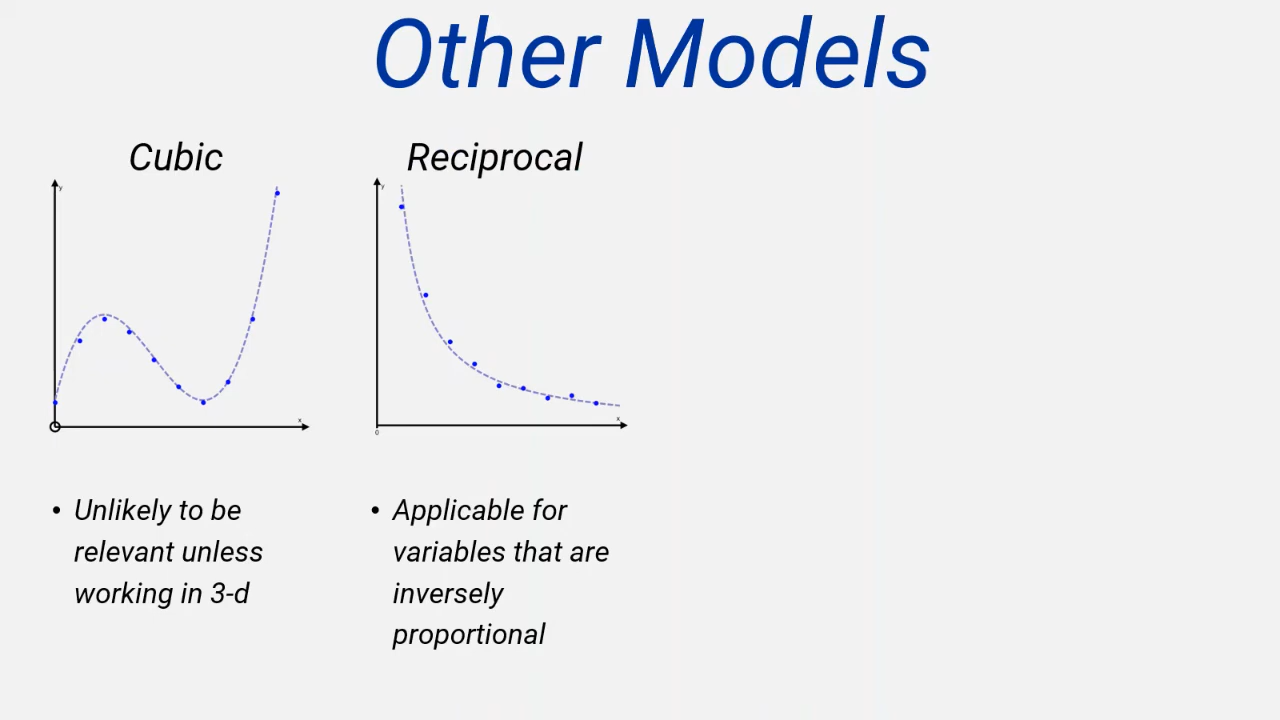 Other Models
Cubic
Reciprocal
y
y
x
x
0
• Unlikely to be
relevant unless
working in 3-d
• Applicable for
variables that are
inversely
proportional